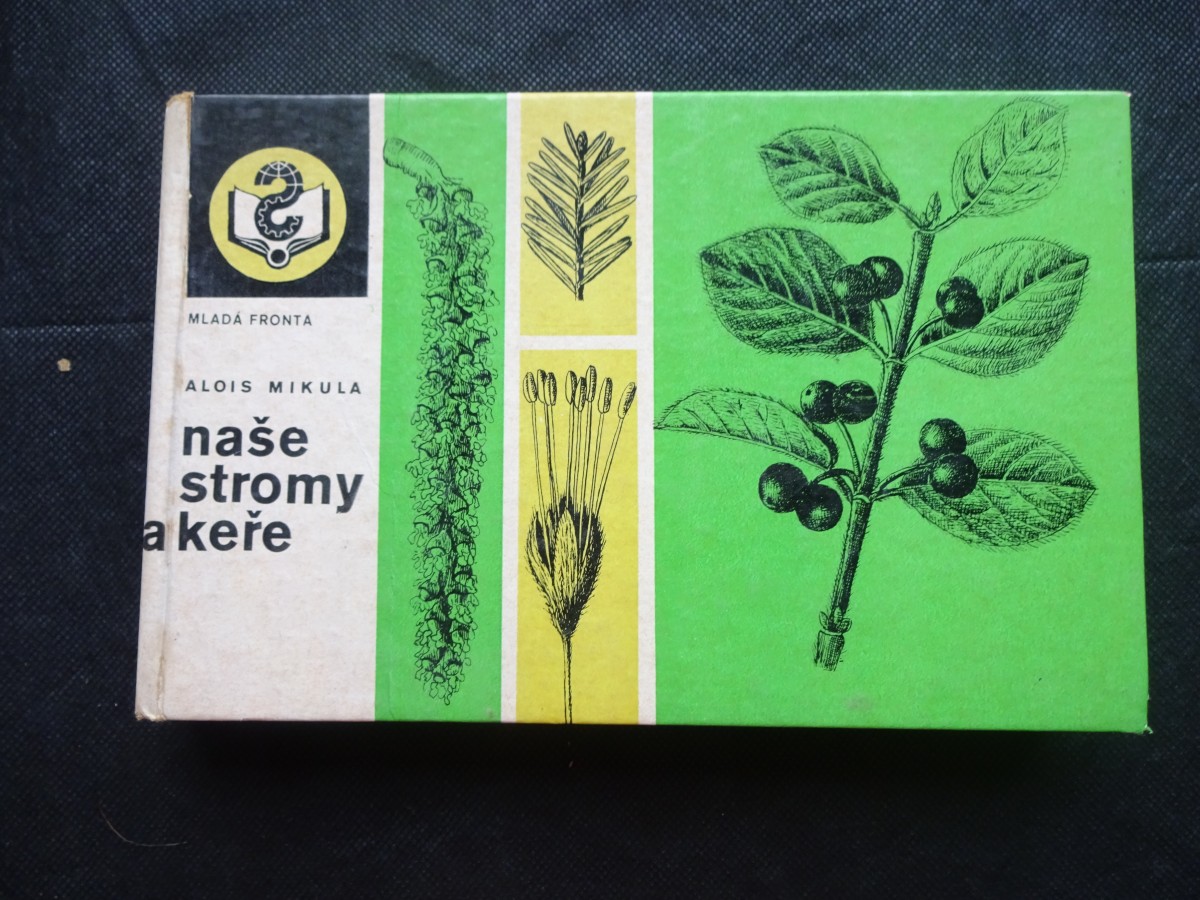 MLADÁ FRONTA
ALOIS MIKULA
naše
stromy
a keře